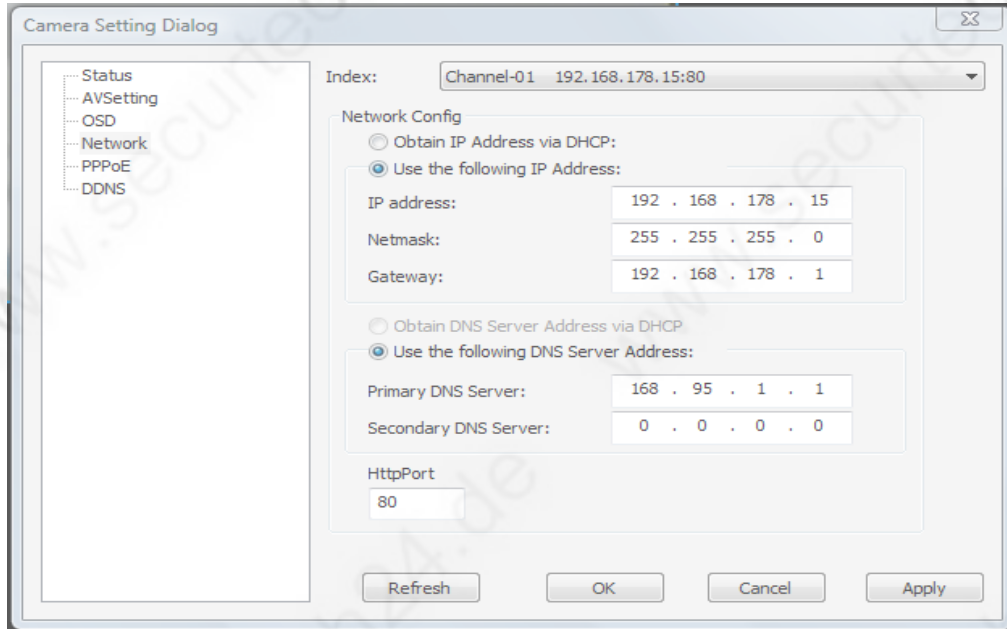 Camera Setting Dialog
Status
AVSetting
OSD
Network
PPPoE
DDNS
Index:
Channel-01 192.168.178.15:80
Network Config
Obtain IP Address via DHCP:
Use the following IP Address:
IP address: 192 . 168 . 178 . 15
Netmask: 255 . 255 . 255 . 0
Gateway: 192 . 168 . 178 . 1
Obtain DNS Server Address via DHCP
Use the following DNS Server Address:
Primary DNS Server: 168 . 95 . 1 . 1
Secondary DNS Server: 0 . 0 . 0 . 0
HttpPort
80
Refresh OK Cancel Apply